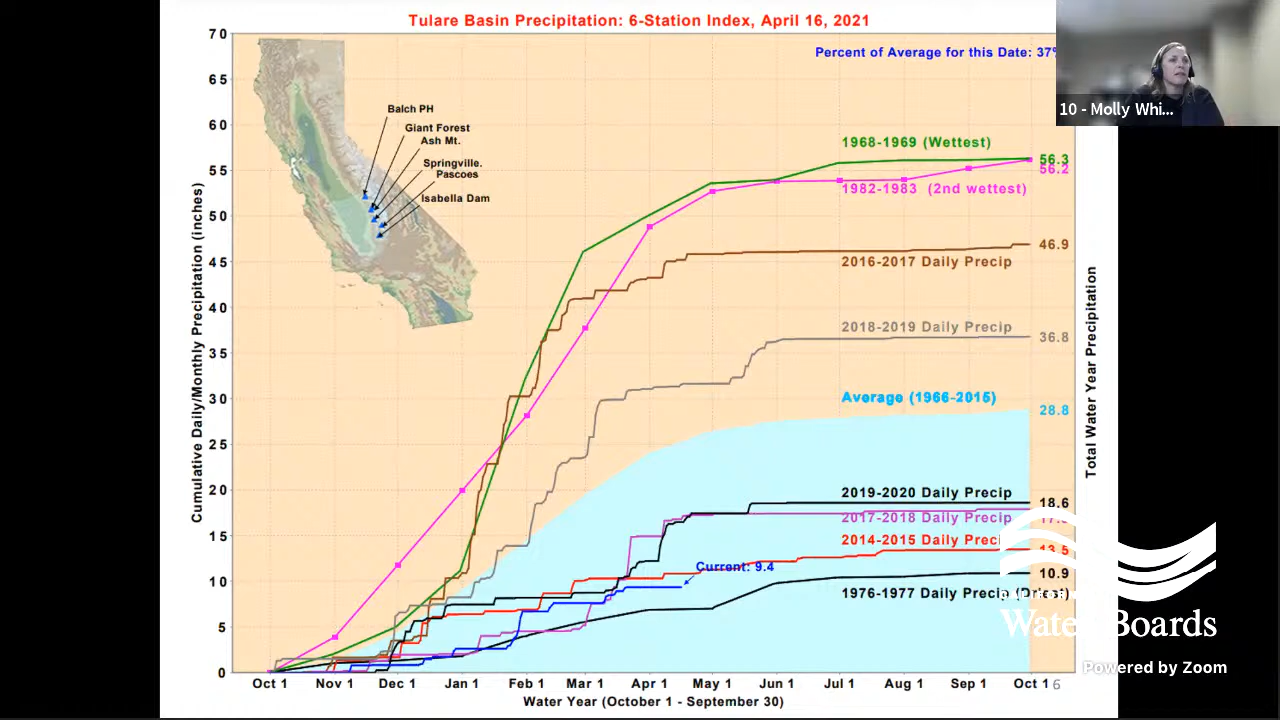 Tulare Basin Precipitation: 6-Station Index, April 16, 2021
Percent of Average for this Date: 37%
10 - Molly Whi...
70
65
60
55
50
45
40
35
30
25
20
15
10
5
0
Cumulative Daily/Monthly Precipitation (inches)
Balch PH
Giant Forest
Ash Mt.
Springville.
Pascoes
Isabella Dam
1968-1969 (Wettest)
56.3
56.2
1982-1983 (2nd wettest)
46.9
2016-2017 Daily Precip
2018-2019 Daily Precip
36.8
Average (1966-2015)
28.8
2019-2020 Daily Precip
18.6
2017-2018 Daily Precip
2014-2015 Daily Precip
13.5
Current: 9.4
10.9
1976-1977 Daily Precip
Total Water Year Precipitation
Water Boards
Powered by Zoom
Oct 1 Nov 1 Dec 1 Jan 1 Feb 1 Mar 1 Apr 1 May 1 Jun 1 Jul 1 Aug 1 Sep 1 Oct 1 6
Water Year (October 1 - September 30)